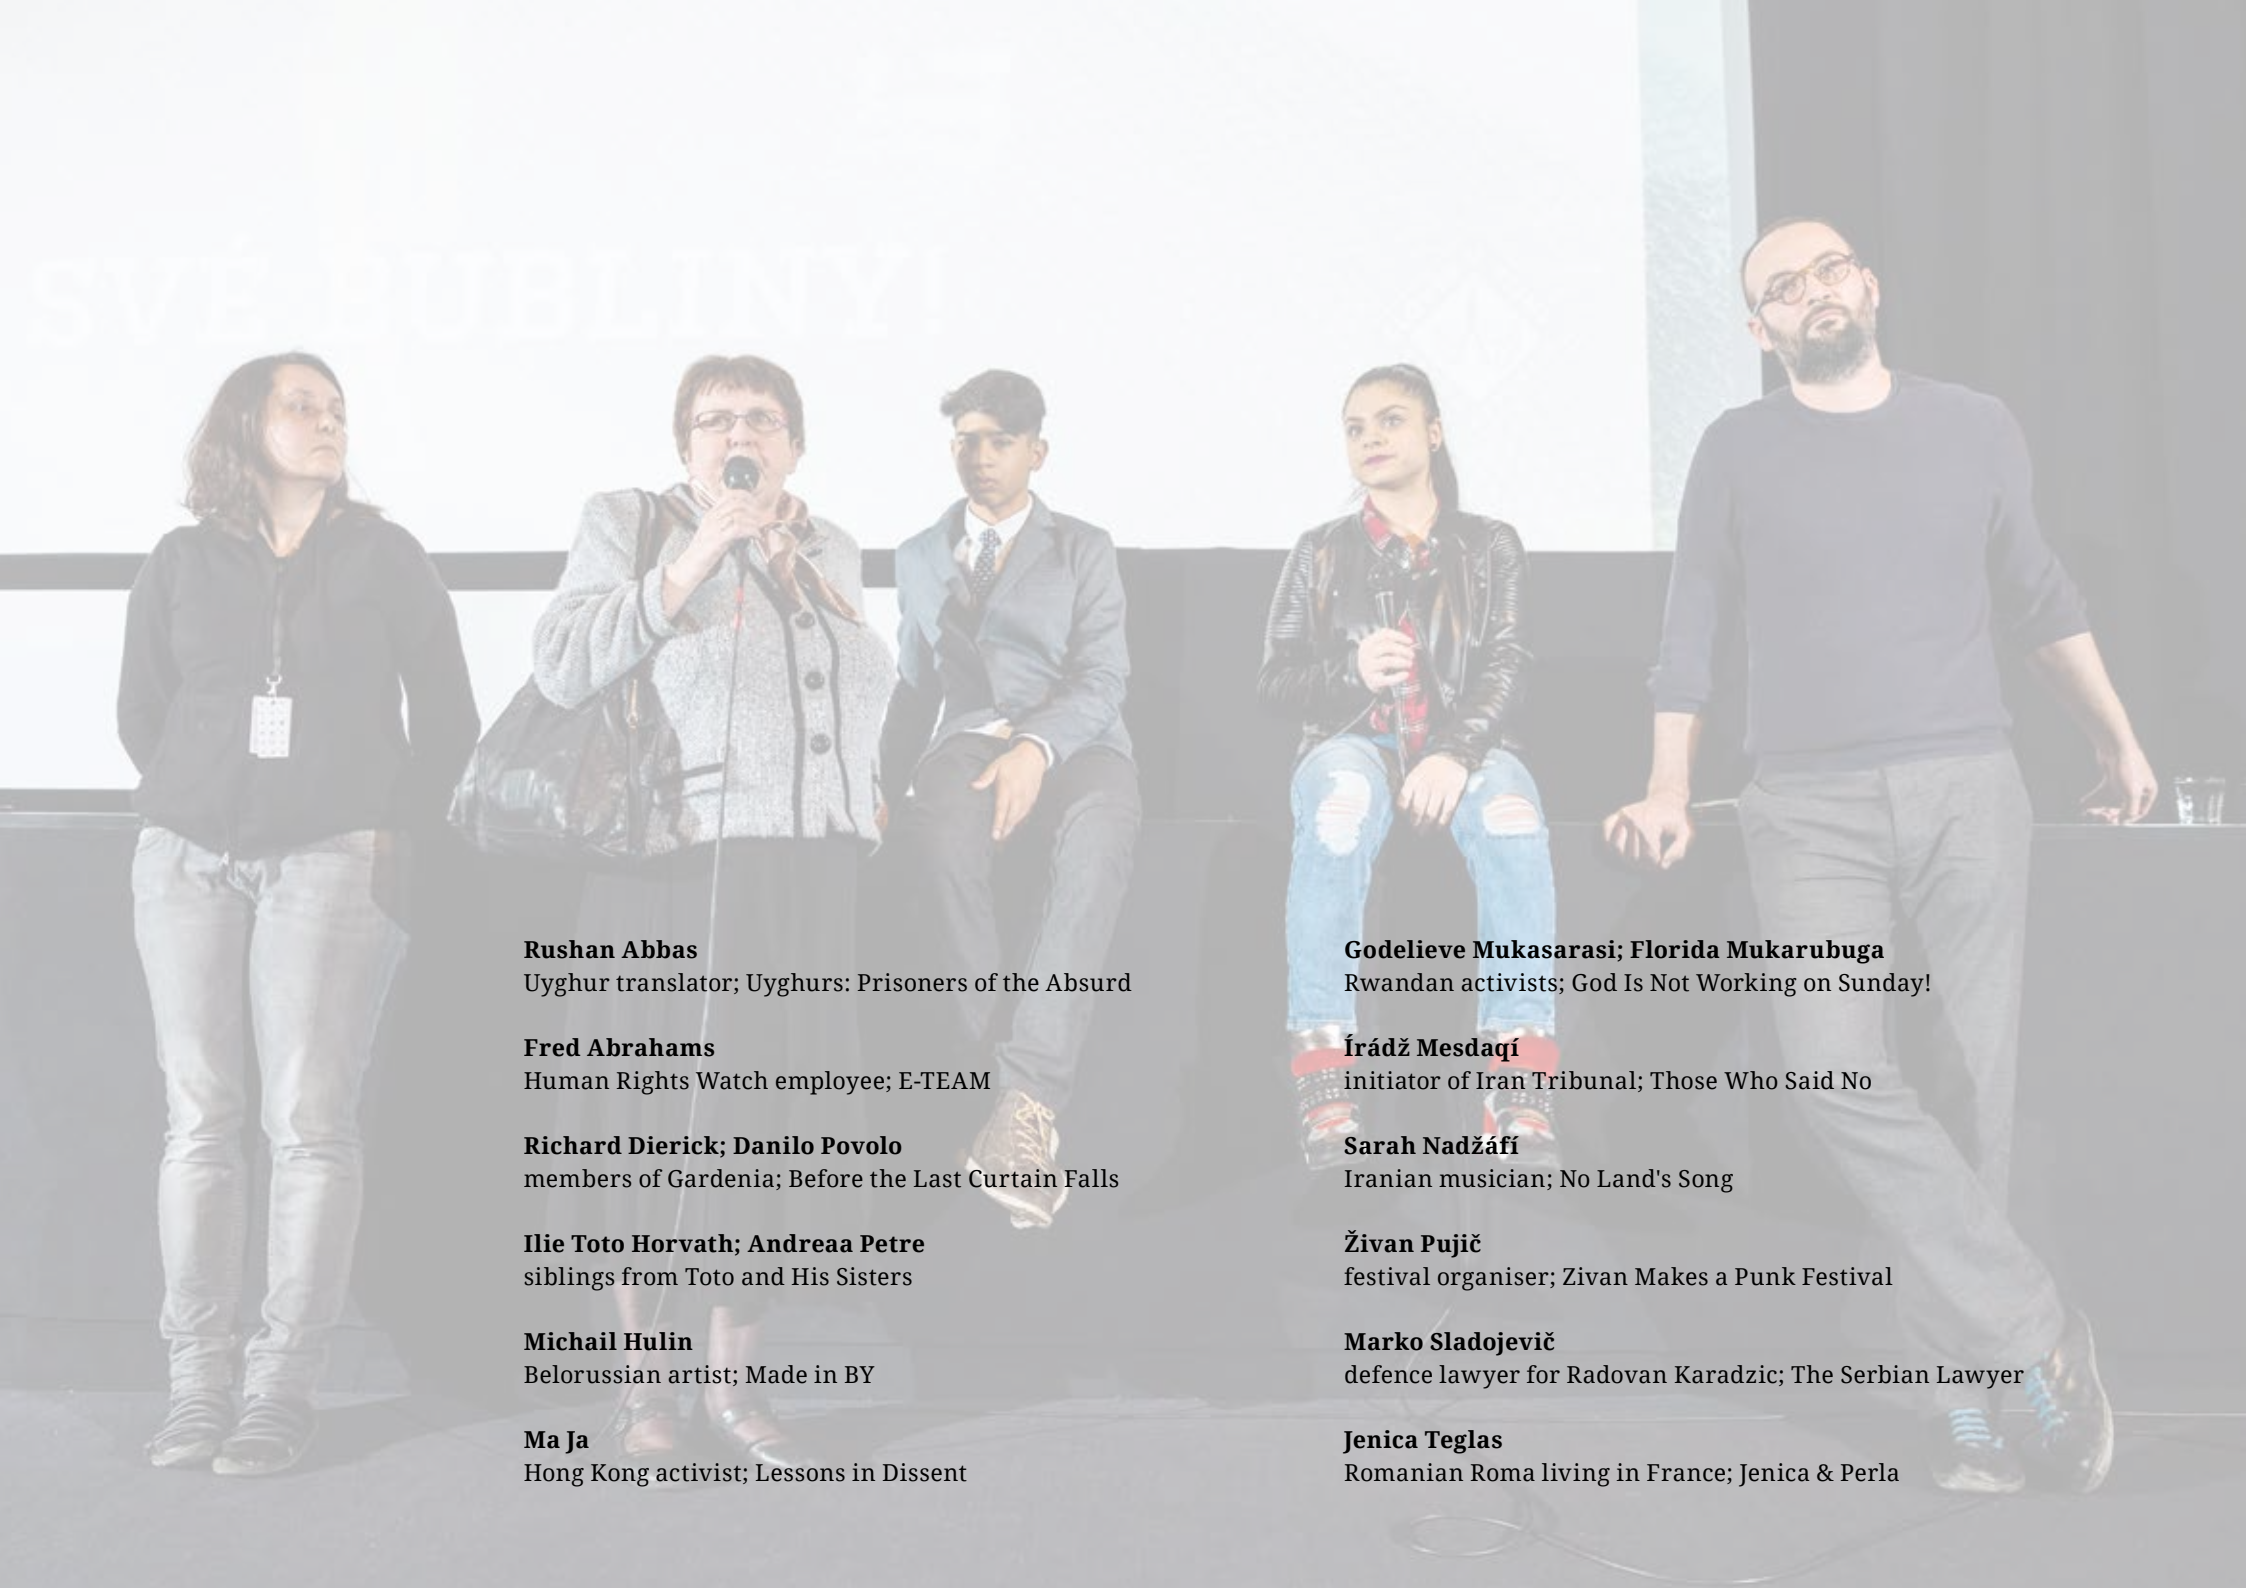 SVÉ BUBLINY!
Rushan Abbas
Uyghur translator; Uyghurs: Prisoners of the Absurd
Fred Abrahams
Human Rights Watch employee; E-TEAM
Richard Dierick; Danilo Povolo
members of Gardenia; Before the Last Curtain Falls
Ilie Toto Horvath; Andreaa Petre
siblings from Toto and His Sisters
Michail Hulin
Belorussian artist; Made in BY
Ma Ja
Hong Kong activist; Lessons in Dissent
Godelieve Mukasarasi; Florida Mukarubuga
Rwandan activists; God Is Not Working on Sunday!
Írádž Mesdaqí
initiator of Iran Tribunal; Those Who Said No
Sarah Nadžáfí
Iranian musician; No Land's Song
Živan Pujič
festival organiser; Zivan Makes a Punk Festival
Marko Sladojevič
defence lawyer for Radovan Karadzic; The Serbian Lawyer
Jenica Teglas
Romanian Roma living in France; Jenica & Perla